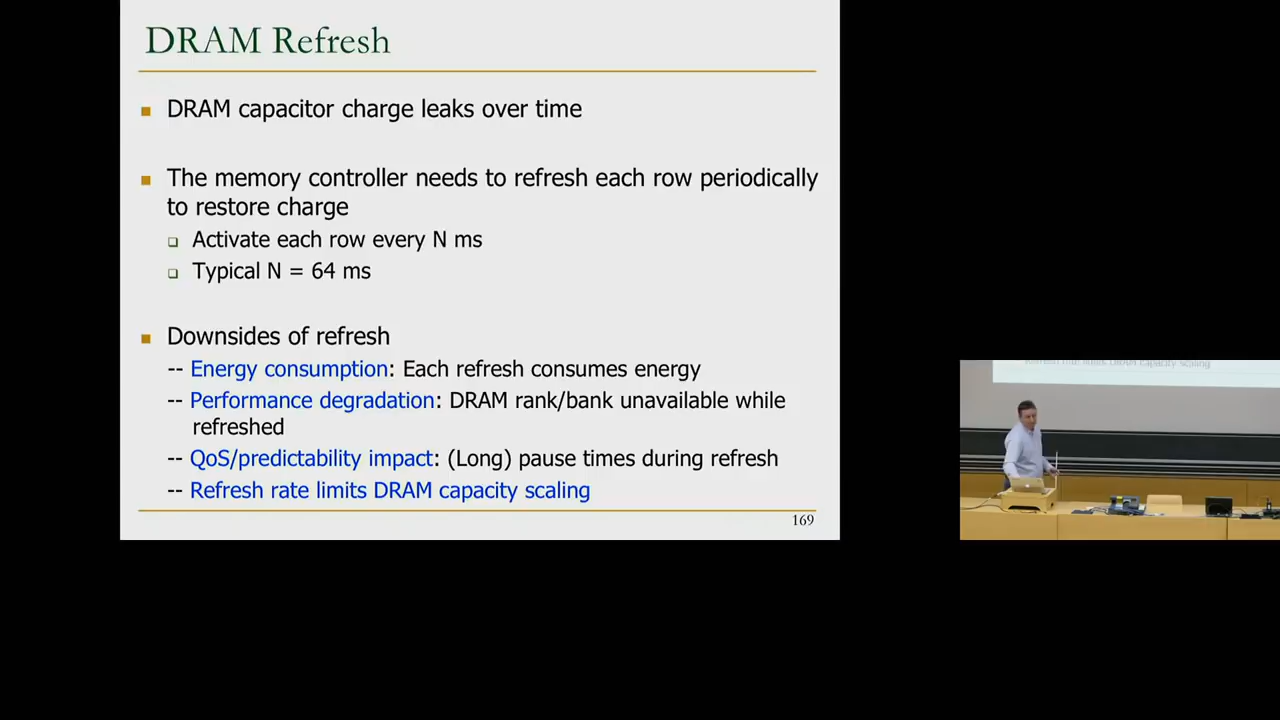 DRAM Refresh
DRAM capacitor charge leaks over time
The memory controller needs to refresh each row periodically
to restore charge
Activate each row every N ms
Typical N = 64 ms
Downsides of refresh
-- Energy consumption: Each refresh consumes energy
-- Performance degradation: DRAM rank/bank unavailable while
refreshed
-- QoS/predictability impact: (Long) pause times during refresh
-- Refresh rate limits DRAM capacity scaling
169
capacity scaling